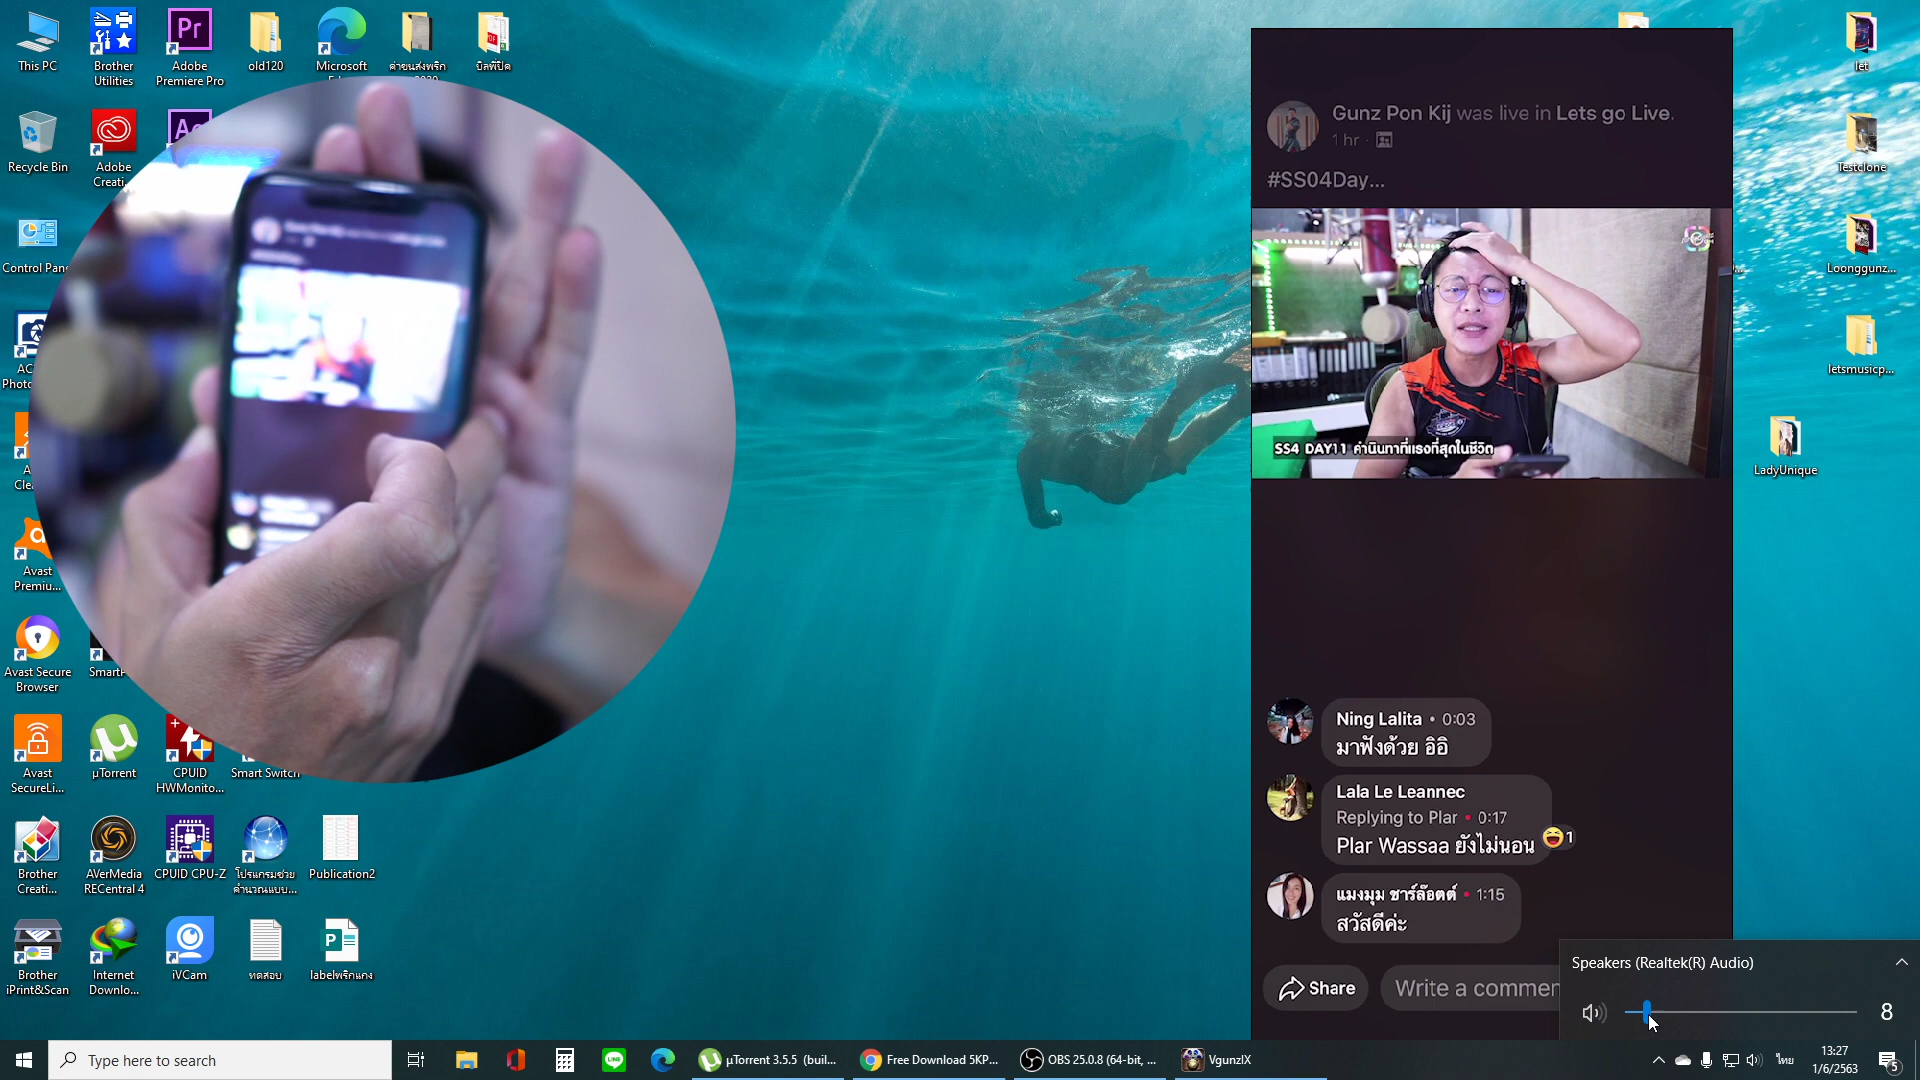 This PC
Brother
Utilities
Adobe
Premiere Pro
old120
Microsoft
ค่าขนส่งพริก
บิลพี่ปิด
Recycle Bin
Adobe
Creati...
Control Pane
Avast
Premiu...
Avast Secure
Browser
Avast
SecureLi...
µTorrent
CPUID
HWMonito...
Smart Switch
Brother
Creati...
AVerMedia
RECentral 4
CPUID CPU-Z
โปรแกรมช่วย
คำนวณแบบ...
Publication2
Brother
iPrint&Scan
Internet
Downlo...
iVCam
ทดสอบ
labelพริกแกง
Gunz Pon Kij was live in Lets go Live.
1 hr ·
#SS04Day...
SS4 DAY11 คำนินทาที่แรงที่สุดในชีวิต
Ning Lalita • 0:03
มาฟังด้วย อิอิ
Lala Le Leannec
Replying to Plar • 0:17
Plar Wassaa ยังไม่นอน
1
แมงมุม ชาร์ล๊อตต์ • 1:15
สวัสดีค่ะ
Share
Write a commen
let
Testclone
Loonggunz...
letsmusicp...
LadyUnique
Speakers (Realtek(R) Audio)
8
Type here to search
µTorrent 3.5.5 (buil...
Free Download 5KP...
OBS 25.0.8 (64-bit, ...
VgunzIX
ไทย
13:27
1/6/2563
5